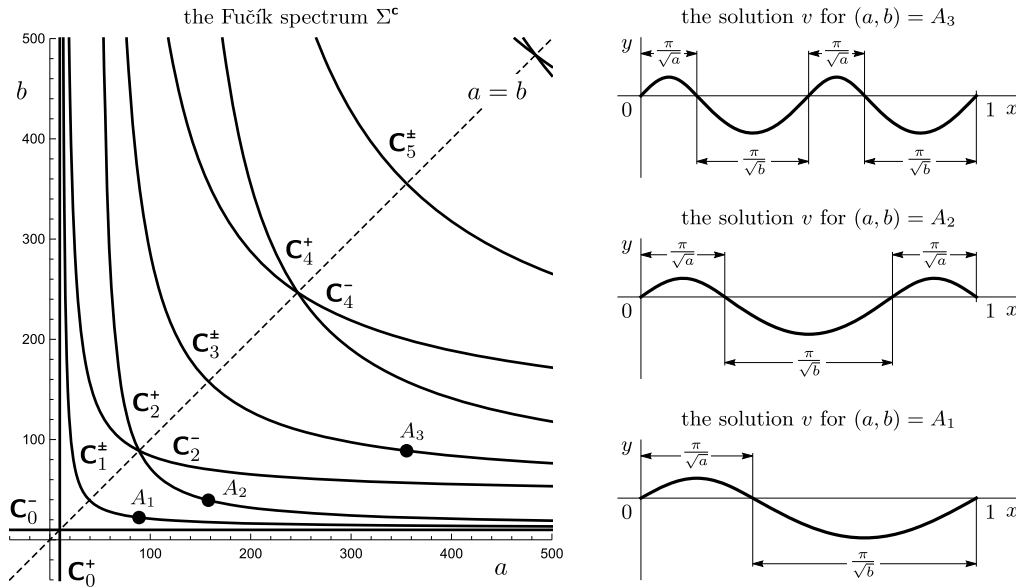 the Fučík spectrum Σᶜ
b
500
400
300
200
100
100
200
300
400
500
a
a = b
C₅^±
C₄^+
C₄^-
C₃^±
C₂^+
C₂^-
C₁^±
C₀^-
C₀^+
A₁
A₂
A₃
the solution v for (a, b) = A₃
y
π/√a
π/√a
0
1
x
π/√b
π/√b
the solution v for (a, b) = A₂
y
π/√a
π/√a
0
1
x
π/√b
the solution v for (a, b) = A₁
y
π/√a
0
1
x
π/√b